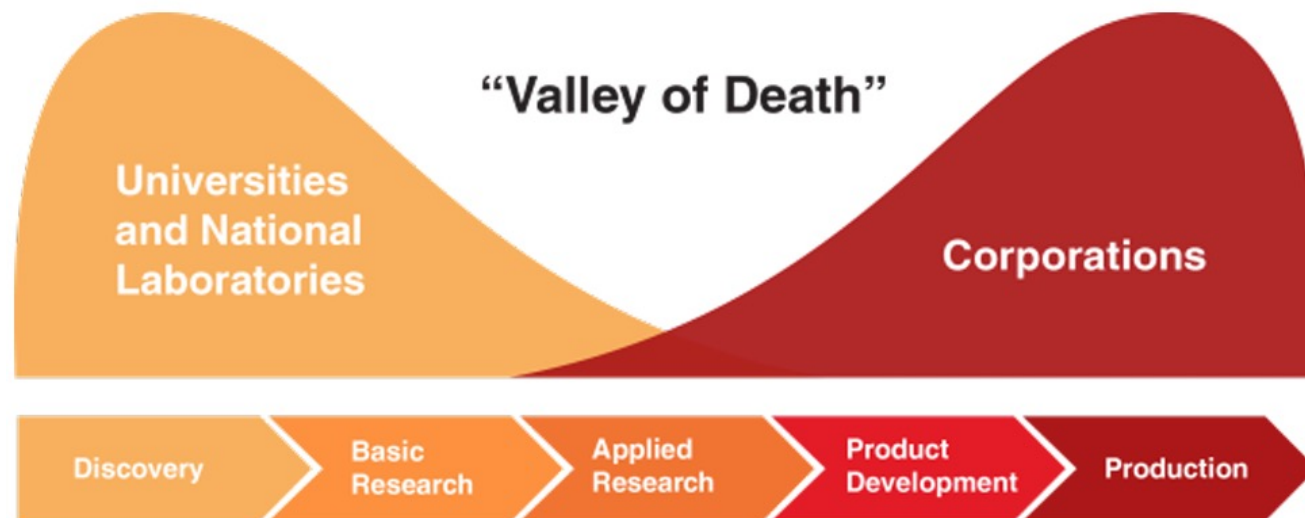 “Valley of Death”
Universities
and National
Laboratories
Corporations
Discovery
Basic
Research
Applied
Research
Product
Development
Production